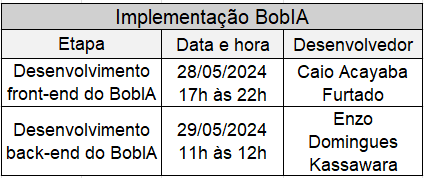 Implementação BobIA
Etapa Data e hora Desenvolvedor
Desenvolvimento
front-end do BobIA
28/05/2024
17h às 22h
Caio Acayaba
Furtado
Desenvolvimento
back-end do BobIA
29/05/2024
11h às 12h
Enzo
Domingues
Kassawara